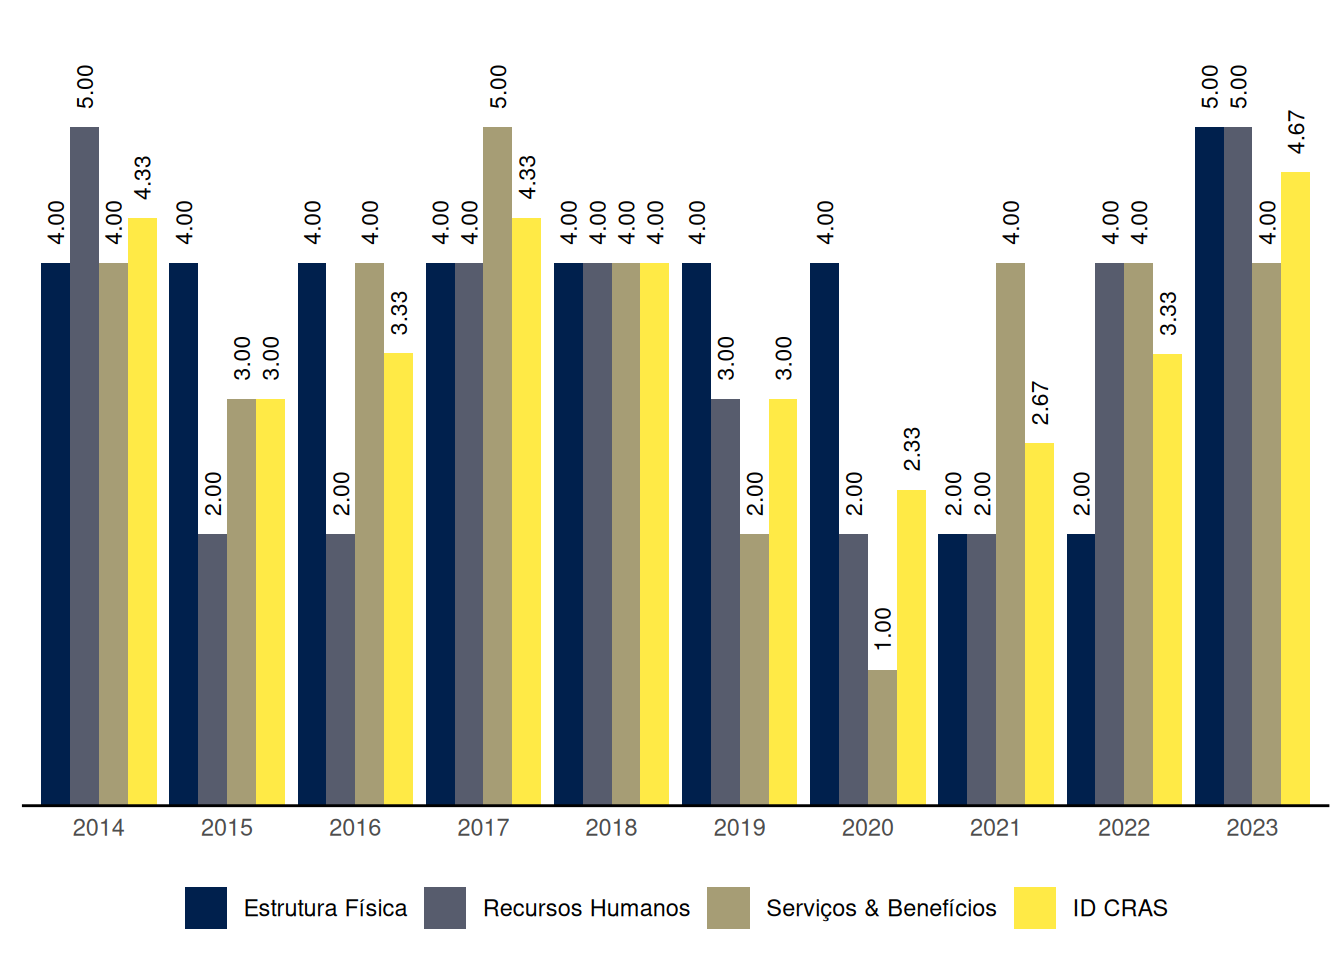 4.00 5.00 4.00 4.33 4.00 2.00 3.00 3.00 4.00 2.00 4.00 3.33 4.00 4.00 5.00 4.33 4.00 4.00 4.00 4.00 4.00 3.00 2.00 3.00 4.00 2.00 1.00 2.33 2.00 2.00 4.00 2.67 2.00 4.00 4.00 3.33 5.00 5.00 4.00 4.67
2014 2015 2016 2017 2018 2019 2020 2021 2022 2023
Estrutura Física Recursos Humanos Serviços & Benefícios ID CRAS